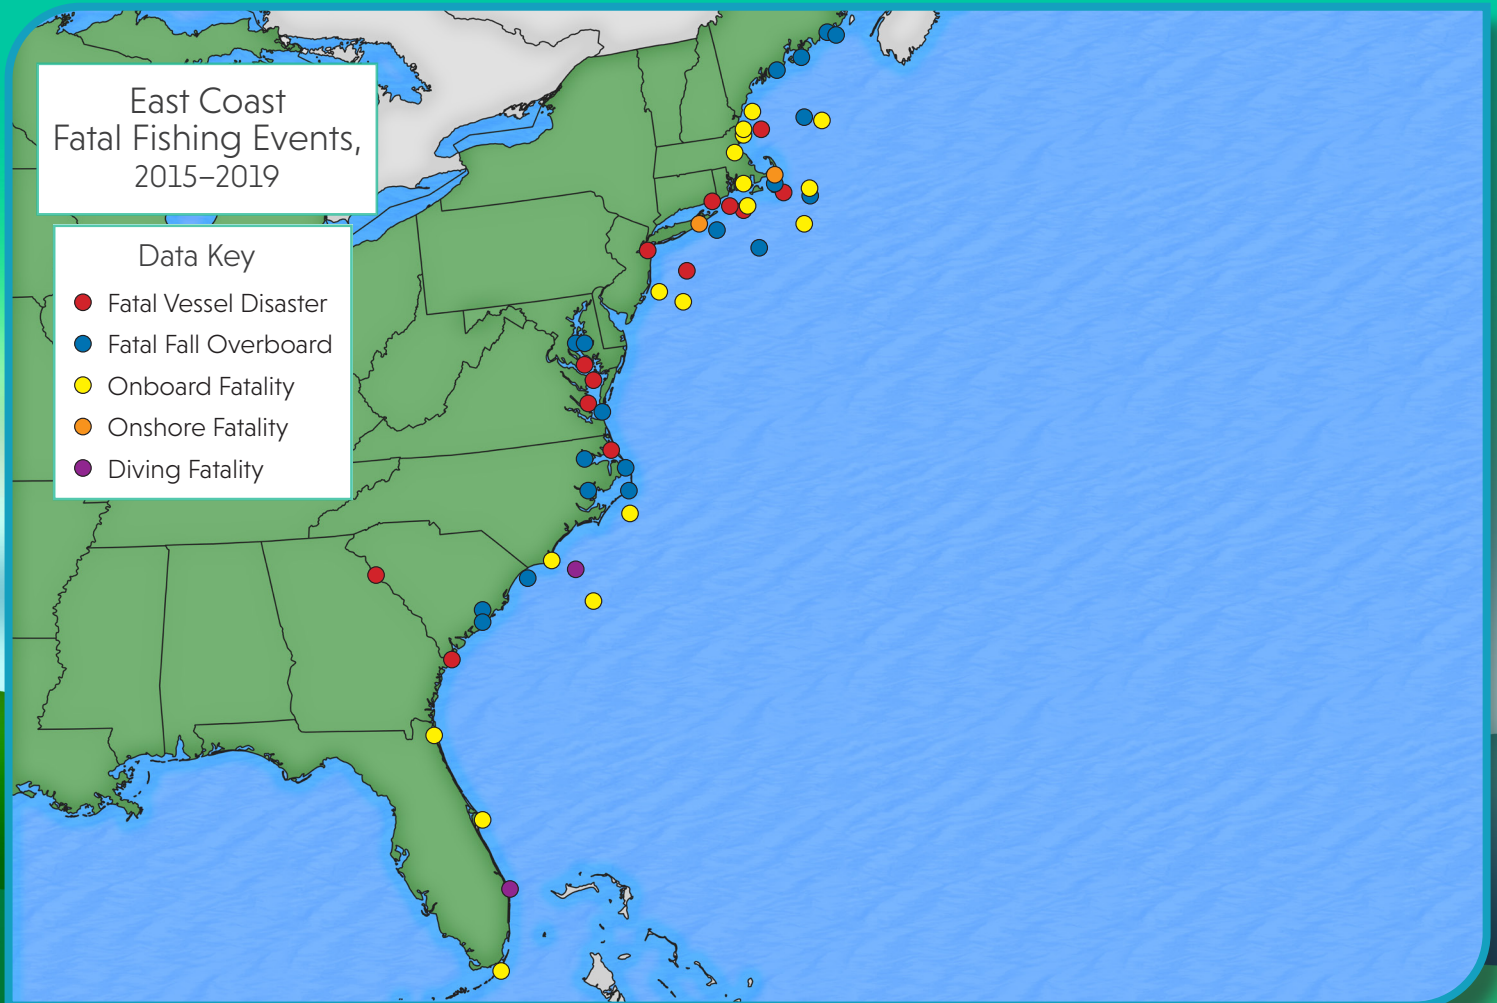 East Coast
Fatal Fishing Events,
2015–2019
Data Key
Fatal Vessel Disaster
Fatal Fall Overboard
Onboard Fatality
Onshore Fatality
Diving Fatality